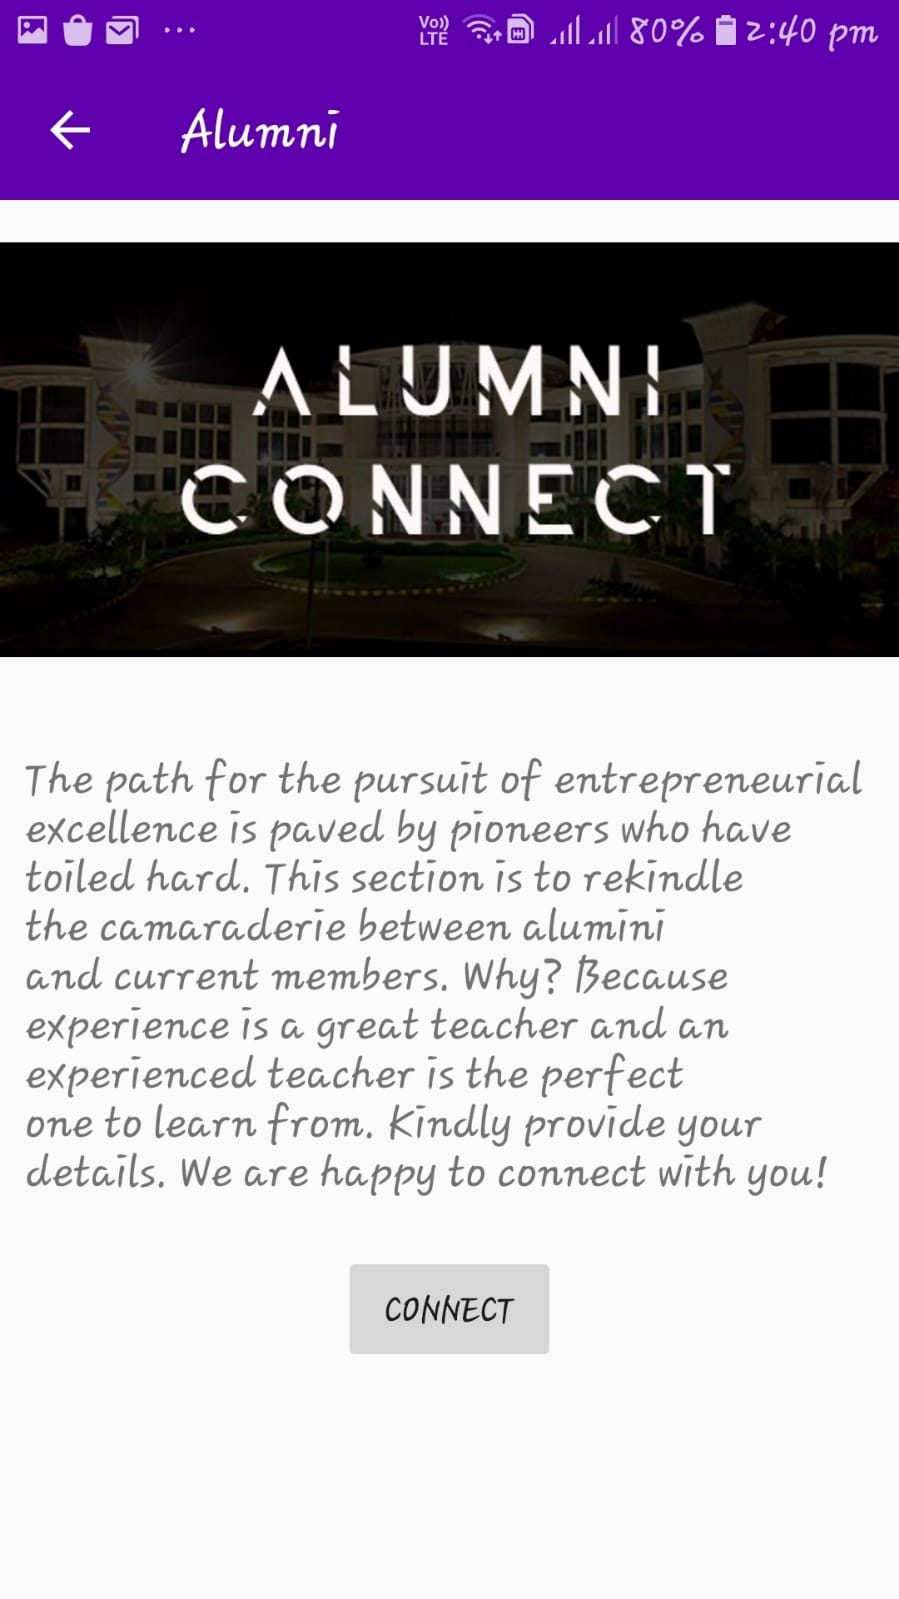 Vo)) LTE 80% 2:40 pm
Alumni
ALUMNI
CONNECT
The path for the pursuit of entrepreneurial
excellence is paved by pioneers who have
toiled hard. This section is to rekindle
the camaraderie between alumini
and current members. Why? Because
experience is a great teacher and an
experienced teacher is the perfect
one to learn from. Kindly provide your
details. We are happy to connect with you!
CONNECT